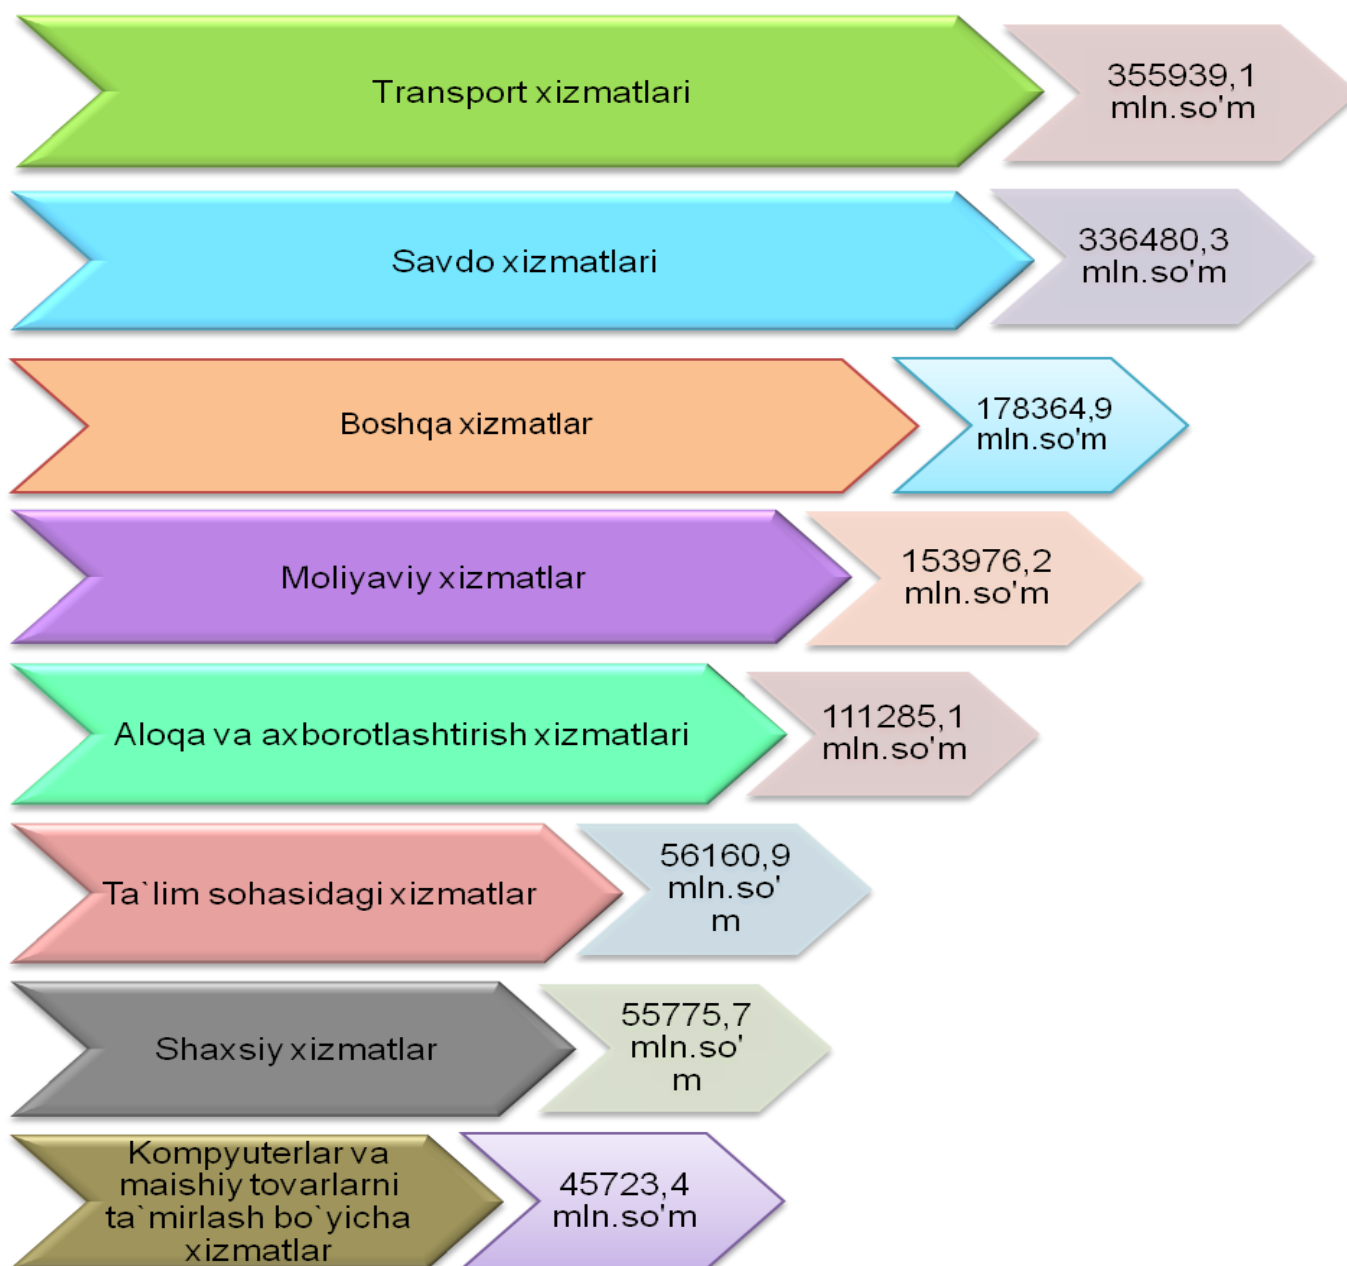 Transport xizmatlari
355939,1
mln.so'm
Savdo xizmatlari
336480,3
mln.so'm
Boshqa xizmatlar
178364,9
mln.so'm
Moliyaviy xizmatlar
153976,2
mln.so'm
Aloqa va axborotlashtirish xizmatlari
111285,1
mln.so'm
Ta`lim sohasidagi xizmatlar
56160,9
mln.so'
m
Shaxsiy xizmatlar
55775,7
mln.so'
m
Kompyuterlar va
maishiy tovarlarni
ta`mirlash bo`yicha
xizmatlar
45723,4
mln.so'm